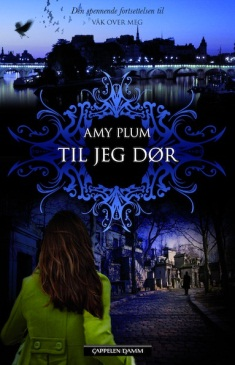 Den spennende fortsettelsen til
VÅK OVER MEG
AMY PLUM
TIL JEG DØR
CAPPELEN DAMM